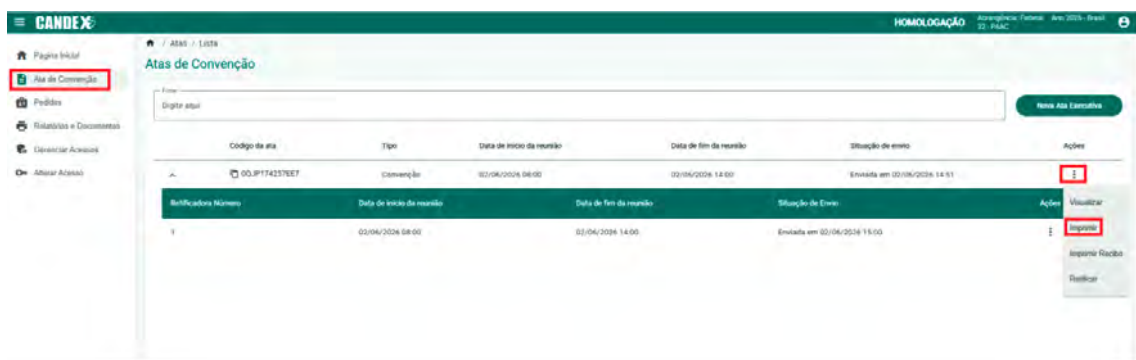 CANDEX
HOMOLOGAÇÃO
Abrangência: Federal Ano 2026 - Brasil
Página Inicial
Ata de Convenção
Pedidos
Relatórios e Documentos
Gerenciar Acessos
Alterar Acesso
/ Atas / Lista
Atas de Convenção
Filtrar
Digite aqui
Nova Ata Executiva
Código da ata Tipo Data de início da reunião Data de fim da reunião Situação de envio Ações
Convenção 02/06/2026 08:00 02/06/2026 14:00 Enviada em 02/06/2026 14:51
Retificadora Número Data de início da reunião Data de fim da reunião Situação de Envio Ações
1 02/06/2026 08:00 02/06/2026 14:00 Enviada em 02/06/2026 15:00
Visualizar
Imprimir
Imprimir Recibo
Retificar